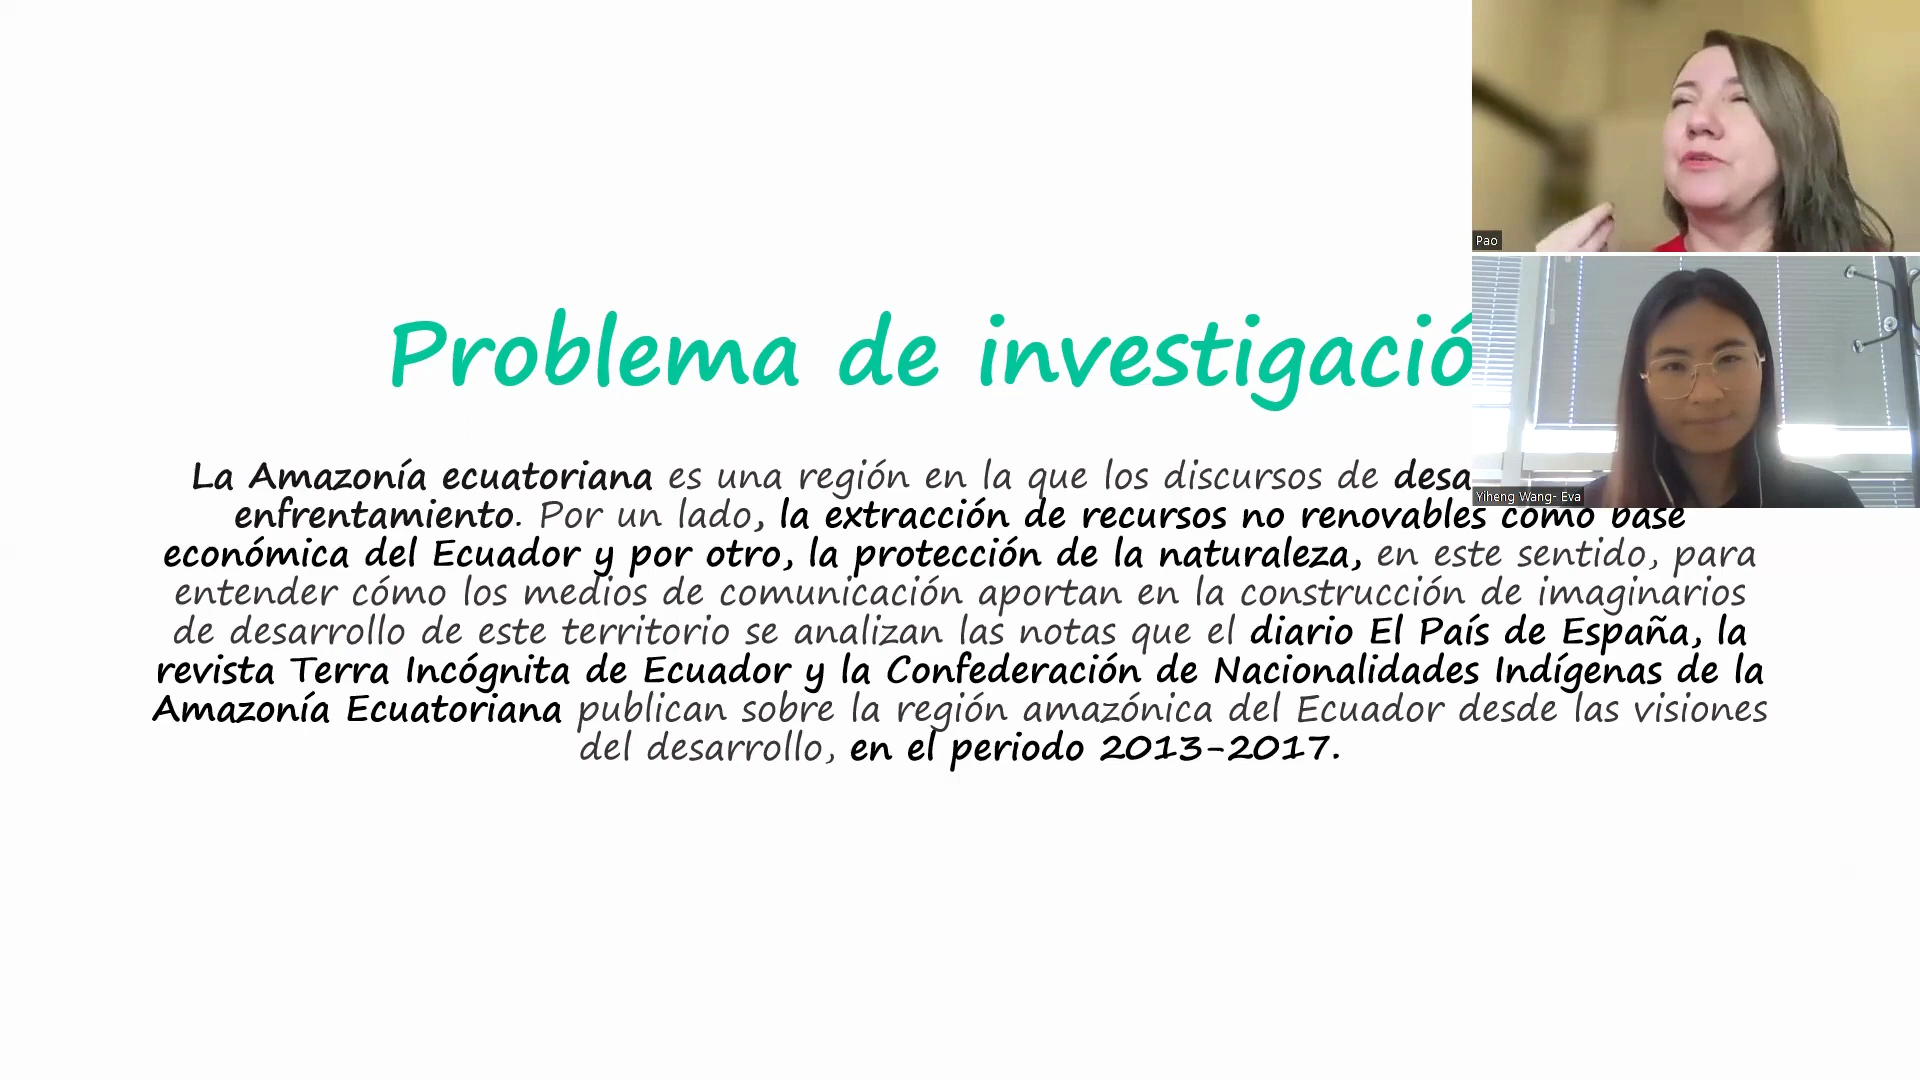 Problema de investigació
La Amazonía ecuatoriana es una región en la que los discursos de desa
enfrentamiento. Por un lado, la extracción de recursos no renovables como base
económica del Ecuador y por otro, la protección de la naturaleza, en este sentido, para
entender cómo los medios de comunicación aportan en la construcción de imaginarios
de desarrollo de este territorio se analizan las notas que el diario El País de España, la
revista Terra Incógnita de Ecuador y la Confederación de Nacionalidades Indígenas de la
Amazonía Ecuatoriana publican sobre la región amazónica del Ecuador desde las visiones
del desarrollo, en el periodo 2013-2017.
Pao
Yiheng Wang- Eva